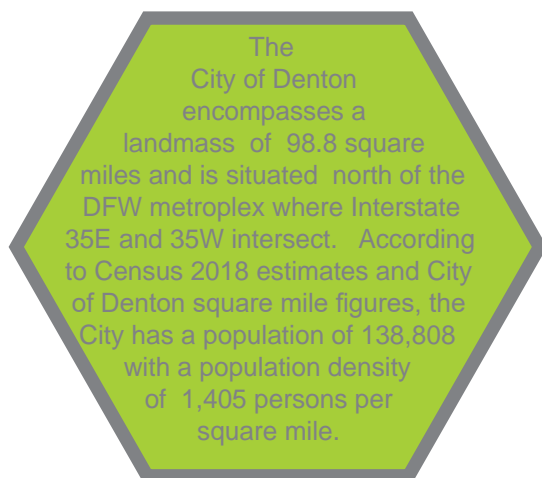 The
City of Denton
encompasses a
landmass of 98.8 square
miles and is situated north of the
DFW metroplex where Interstate
35E and 35W intersect. According
to Census 2018 estimates and City
of Denton square mile figures, the
City has a population of 138,808
with a population density
of 1,405 persons per
square mile.